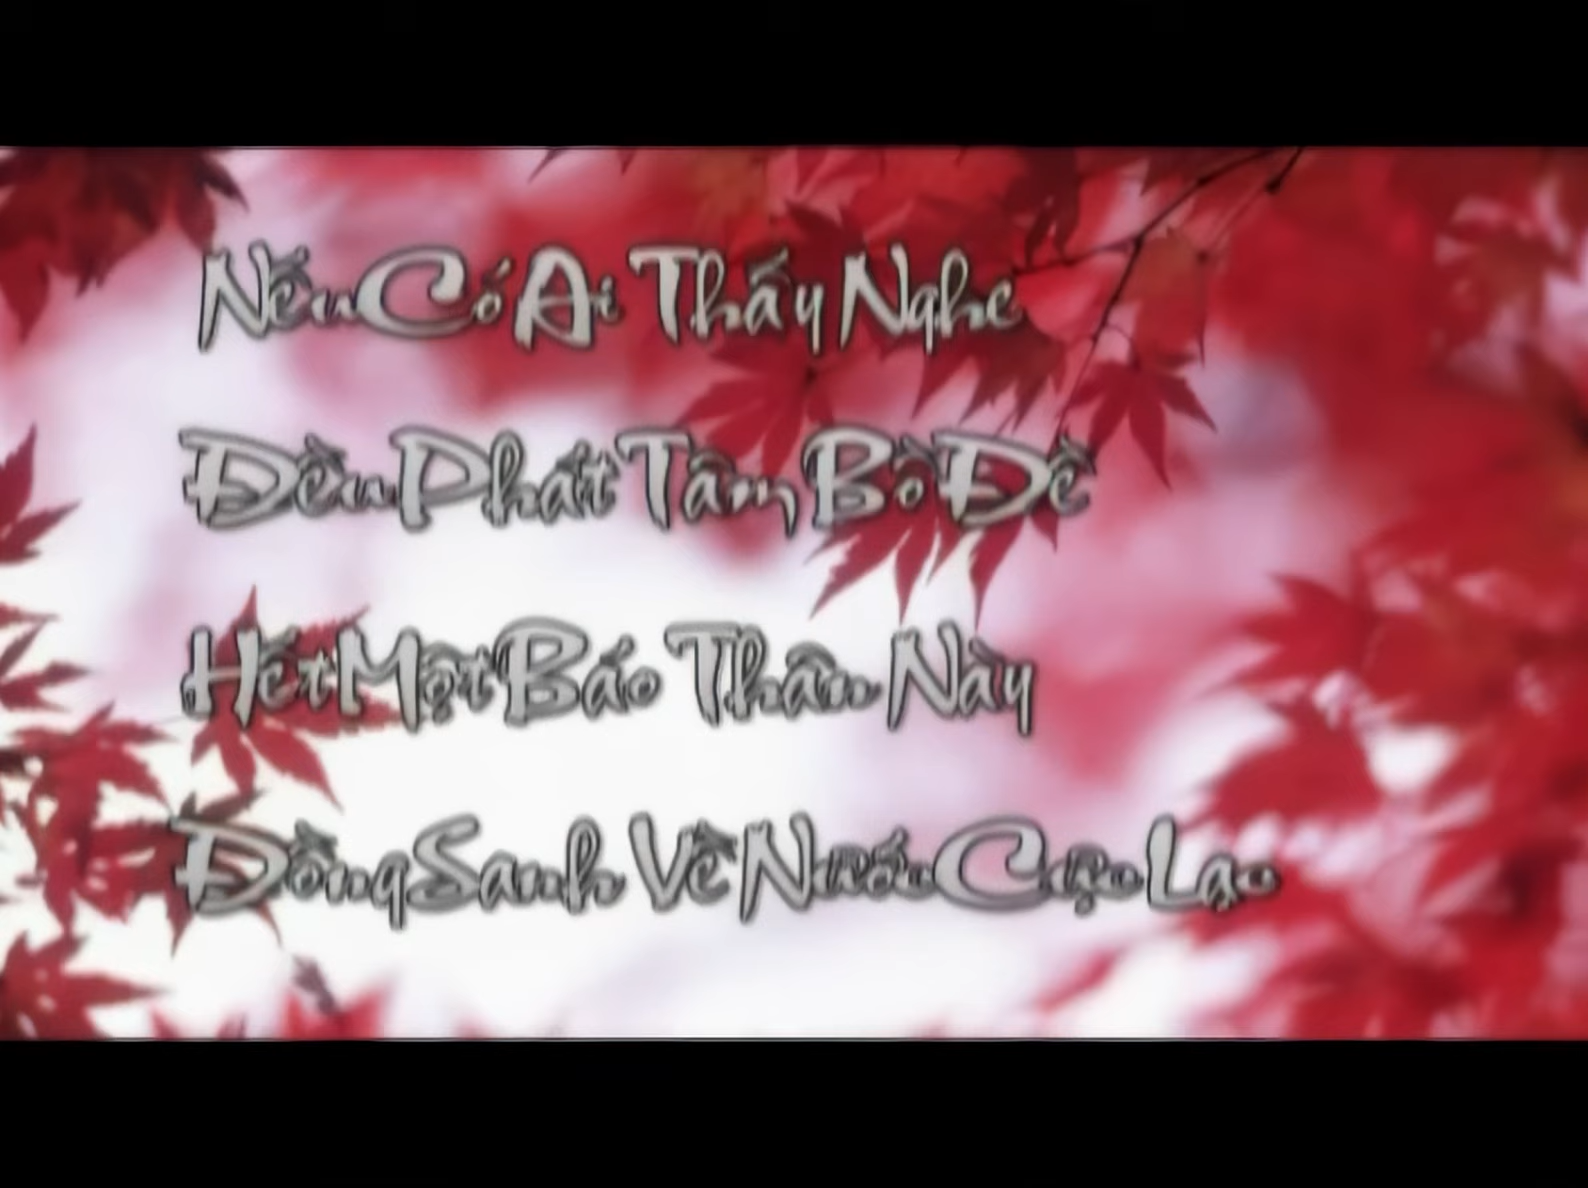 Nếu Có Ai Thấy Nghe
Đều Phát Tâm Bồ Đề
Hết Một Báo Thân Này
Đồng Sanh Về Nước Cực Lạc